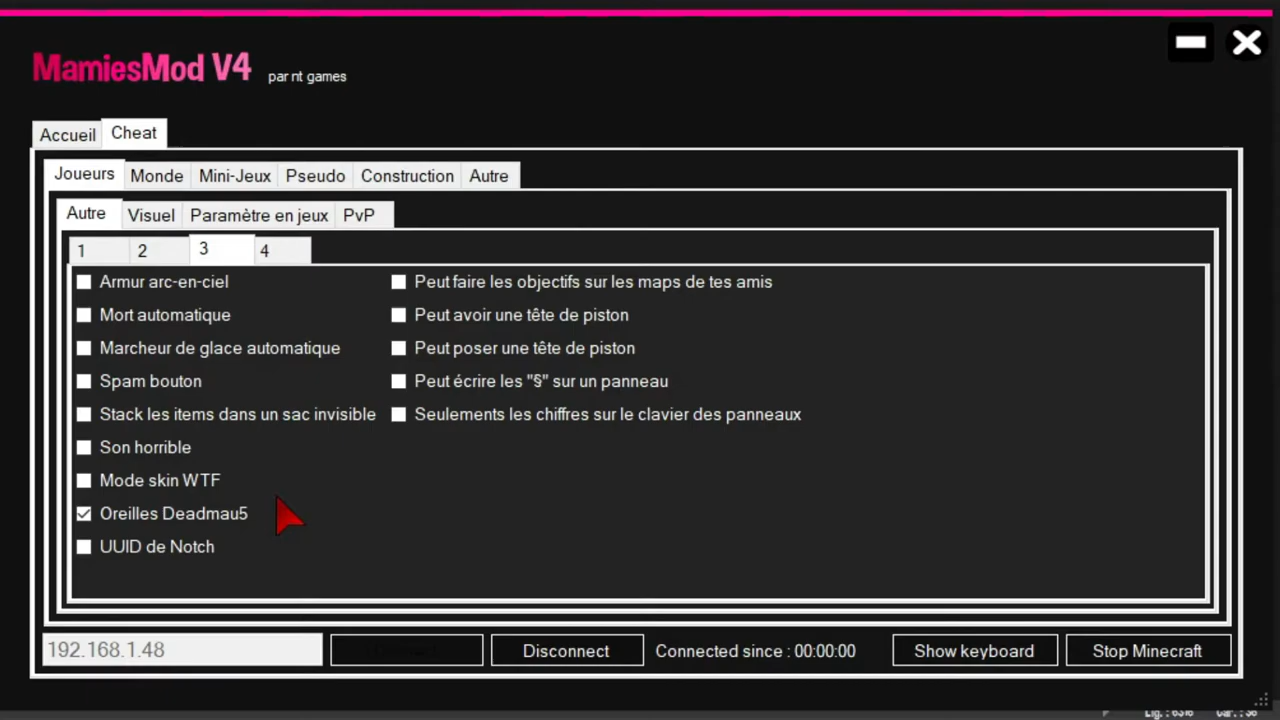 MamiesMod V4 par nt games
Accueil Cheat
Joueurs Monde Mini-Jeux Pseudo Construction Autre
Autre Visuel Paramètre en jeux PvP
1 2 3 4
Armur arc-en-ciel
Mort automatique
Marcheur de glace automatique
Spam bouton
Stack les items dans un sac invisible
Son horrible
Mode skin WTF
Oreilles Deadmau5
UUID de Notch
Peut faire les objectifs sur les maps de tes amis
Peut avoir une tête de piston
Peut poser une tête de piston
Peut écrire les "§" sur un panneau
Seulements les chiffres sur le clavier des panneaux
192.168.1.48 Disconnect Connected since : 00:00:00 Show keyboard Stop Minecraft